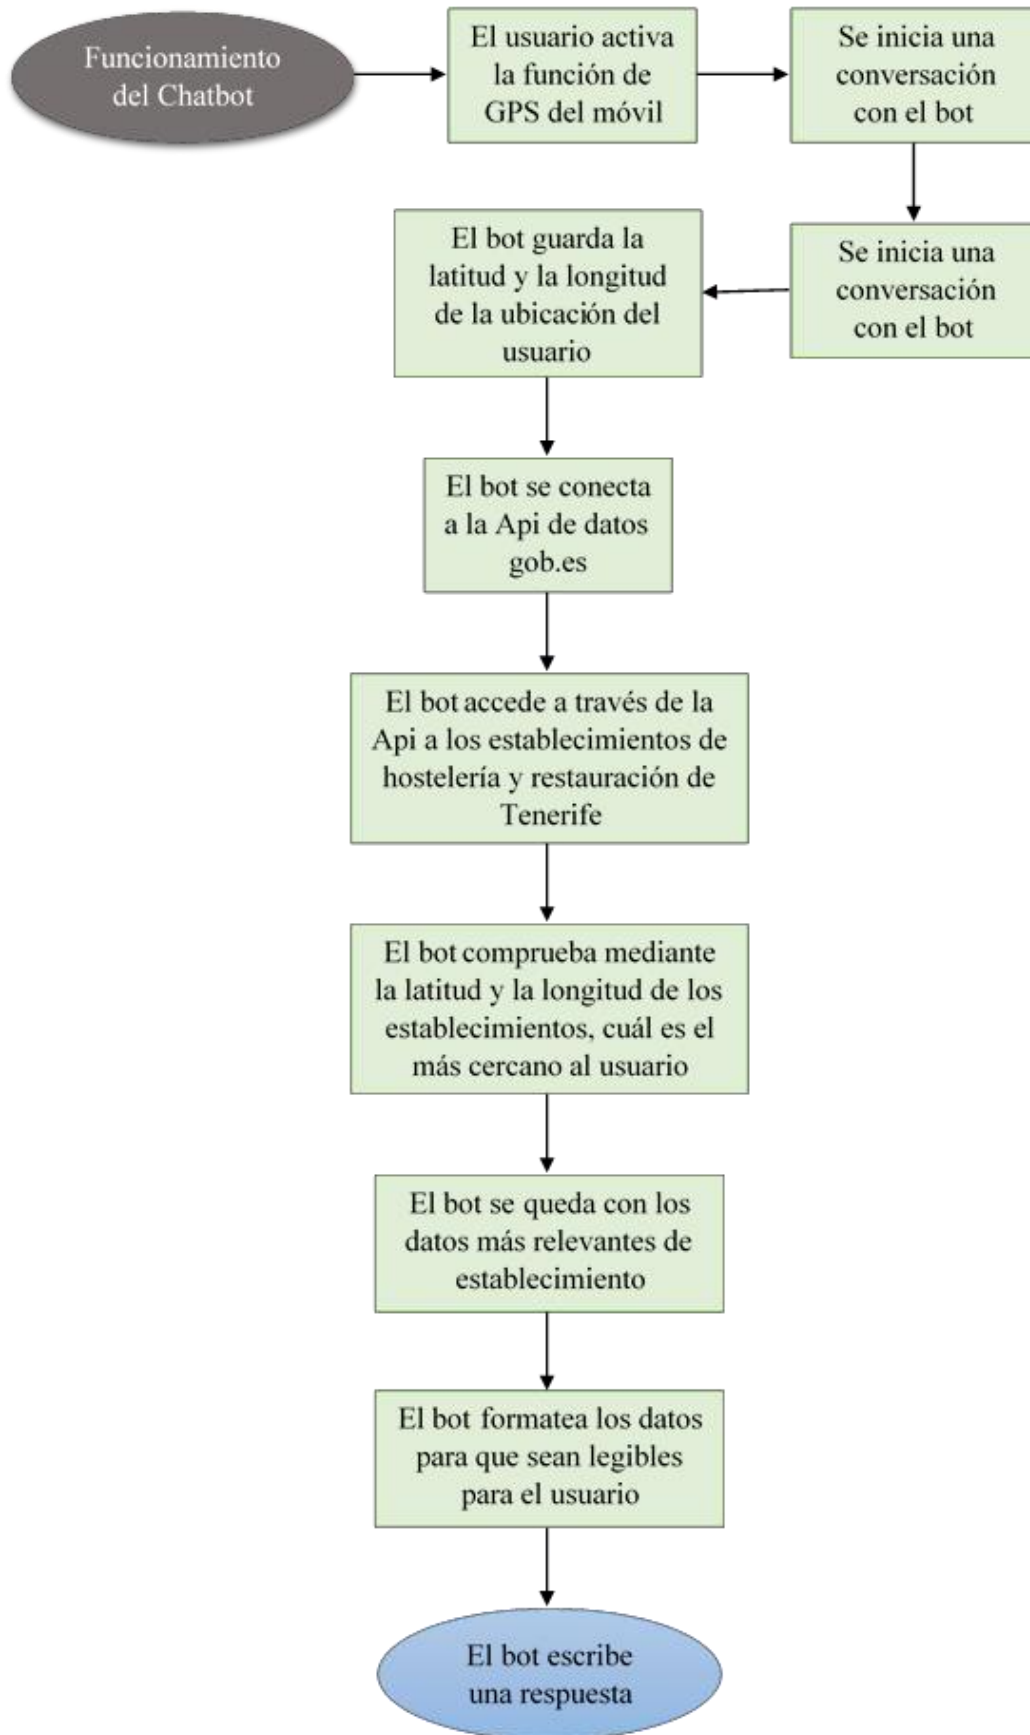 Funcionamiento
del Chatbot
El usuario activa
la función de
GPS del móvil
Se inicia una
conversación
con el bot
Se inicia una
conversación
con el bot
El bot guarda la
latitud y la longitud
de la ubicación del
usuario
El bot se conecta
a la Api de datos
gob.es
El bot accede a través de la
Api a los establecimientos de
hostelería y restauración de
Tenerife
El bot comprueba mediante
la latitud y la longitud de los
establecimientos, cuál es el
más cercano al usuario
El bot se queda con los
datos más relevantes de
establecimiento
El bot formatea los datos
para que sean legibles
para el usuario
El bot escribe
una respuesta